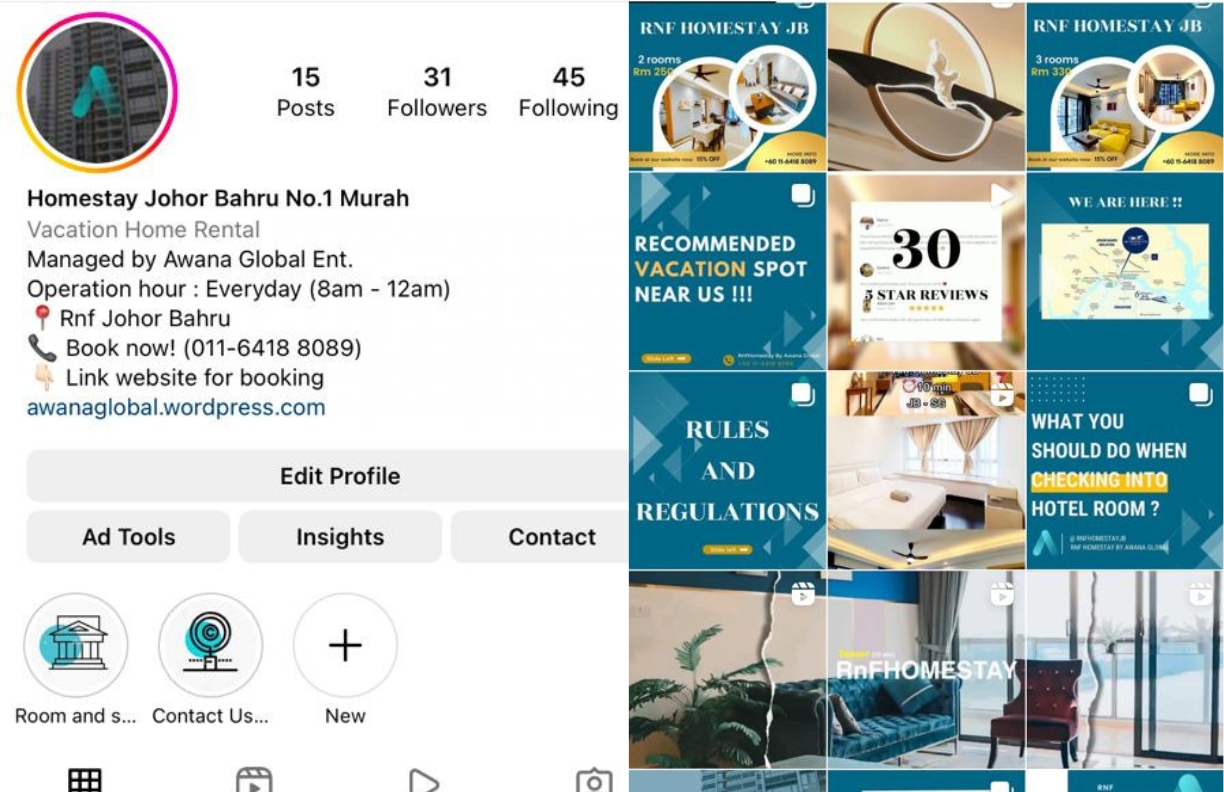 15
Posts
31
Followers
45
Following
Homestay Johor Bahru No.1 Murah
Vacation Home Rental
Managed by Awana Global Ent.
Operation hour : Everyday (8am - 12am)
Rnf Johor Bahru
Book now! (011-6418 8089)
Link website for booking
awanaglobal.wordpress.com
Edit Profile
Ad Tools
Insights
Contact
Room and s...
Contact Us...
New
RNF HOMESTAY JB
2 rooms
Rm 250
Book at our website now 15% OFF
MORE INFO
+60 11-6418 8089
RNF HOMESTAY JB
3 rooms
Rm 330
Book at our website now 15% OFF
MORE INFO
+60 11-6418 8089
RECOMMENDED
VACATION SPOT
NEAR US !!!
Slide Left
RnfHomestay By Awana Global
30
5 STAR REVIEWS
WE ARE HERE !!
RULES
AND
REGULATIONS
Slide left
10 min
JB - SG
WHAT YOU
SHOULD DO WHEN
CHECKING INTO
HOTEL ROOM ?
@RNFHOMESTAYJB
RNF HOMESTAY BY AWANA GLOBAL
Teaser
RnFHOMESTAY
RNF